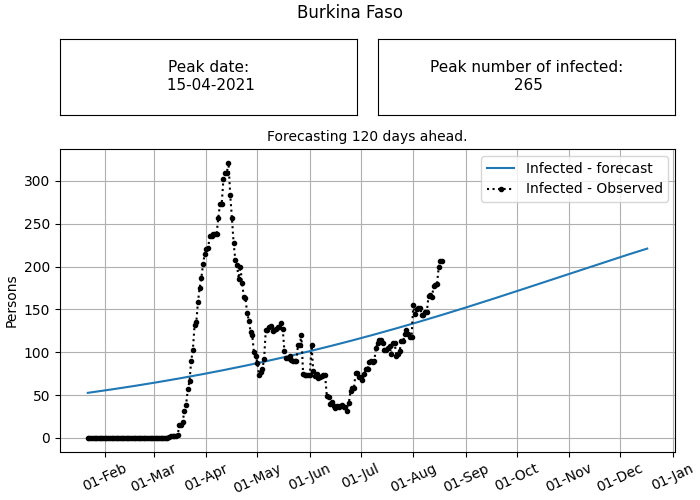 Burkina Faso
Peak date:
15-04-2021
Peak number of infected:
265
Forecasting 120 days ahead.
Infected - forecast
Infected - Observed
Persons
300
250
200
150
100
50
0
01-Feb
01-Mar
01-Apr
01-May
01-Jun
01-Jul
01-Aug
01-Sep
01-Oct
01-Nov
01-Dec
01-Jan